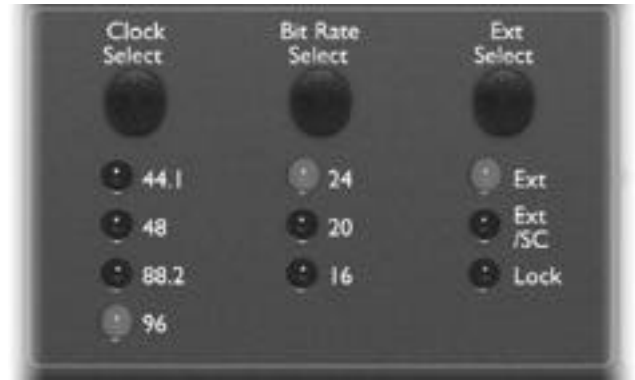 Clock
Select
Bit Rate
Select
Ext
Select
44.1
48
88.2
96
24
20
16
Ext
Ext
/SC
Lock